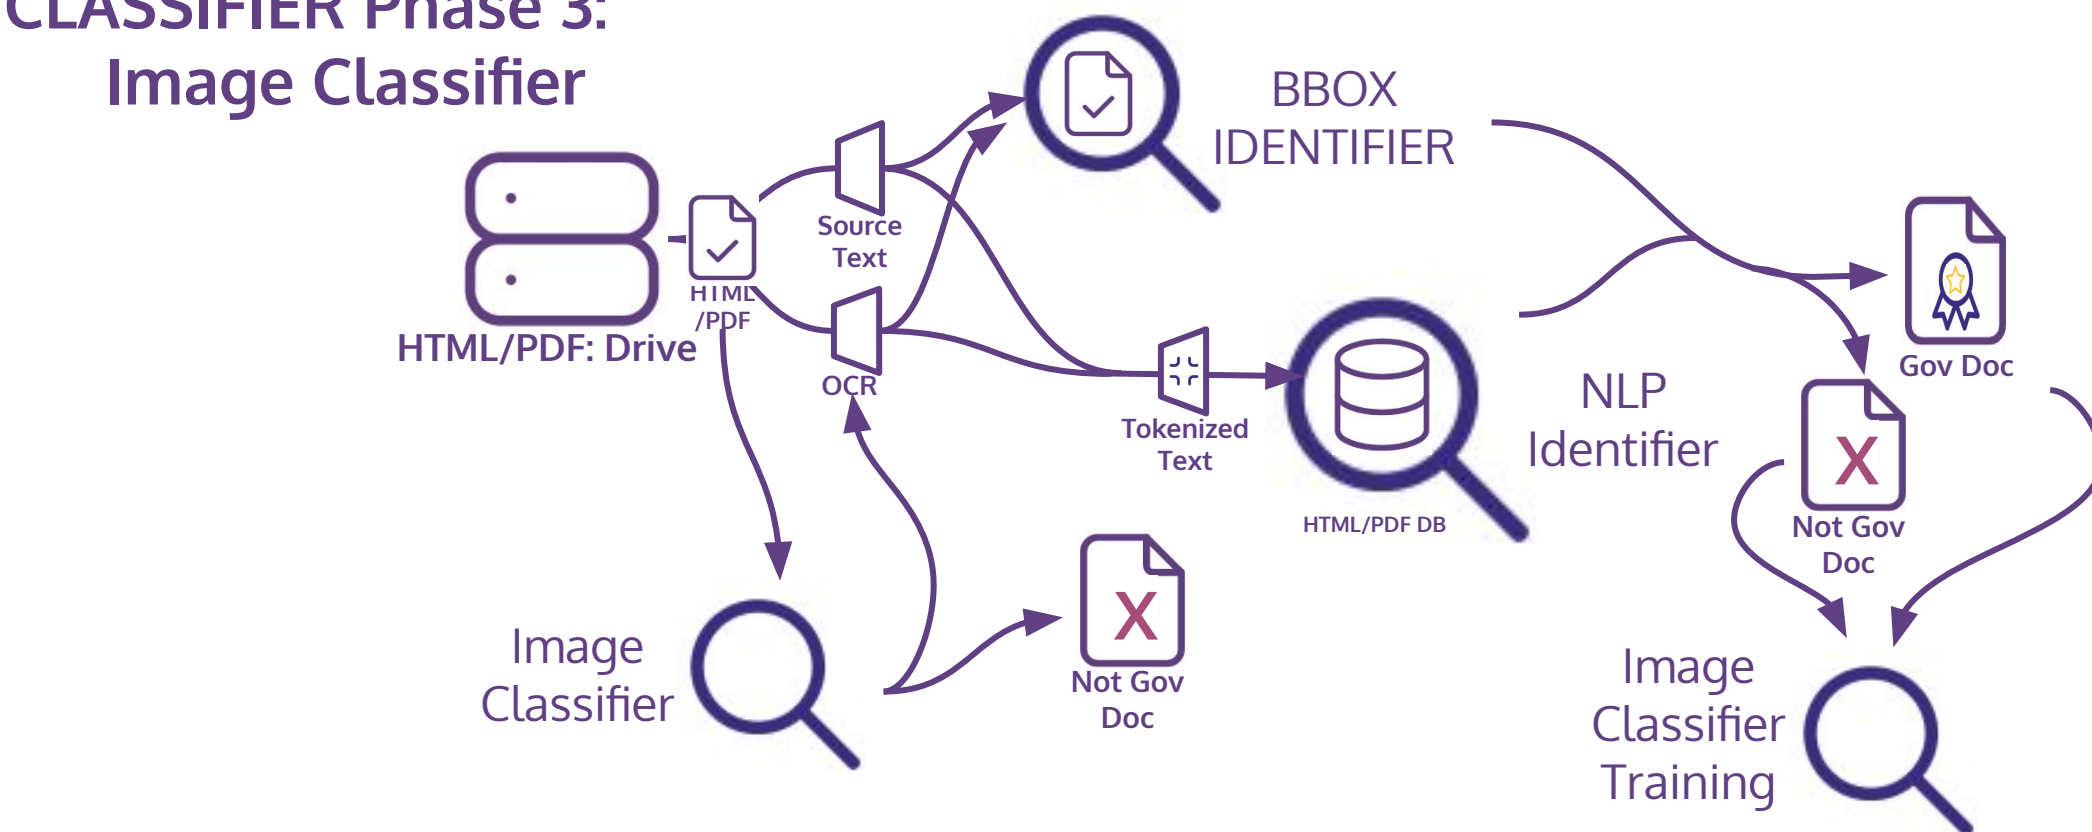 CLASSIFIER Phase 3:
Image Classifier
BBOX
IDENTIFIER
Source
Text
HTML
/PDF
HTML/PDF: Drive
OCR
Tokenized
Text
NLP
Identifier
HTML/PDF DB
Gov Doc
X
Not Gov
Doc
Image
Classifier
X
Not Gov
Doc
Image
Classifier
Training